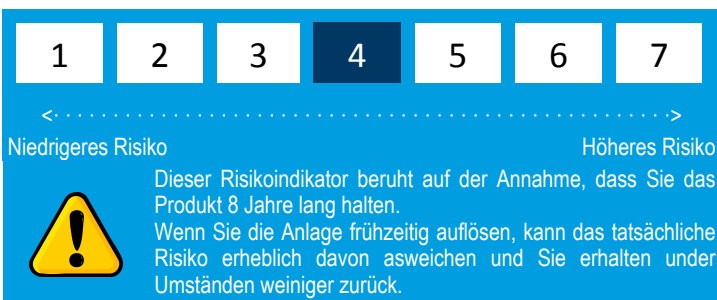 1 2 3 4 5 6 7
Niedrigeres Risiko Höheres Risiko
Dieser Risikoindikator beruht auf der Annahme, dass Sie das
Produkt 8 Jahre lang halten.
Wenn Sie die Anlage frühzeitig auflösen, kann das tatsächliche
Risiko erheblich davon asweichen und Sie erhalten under
Umständen weiniger zurück.